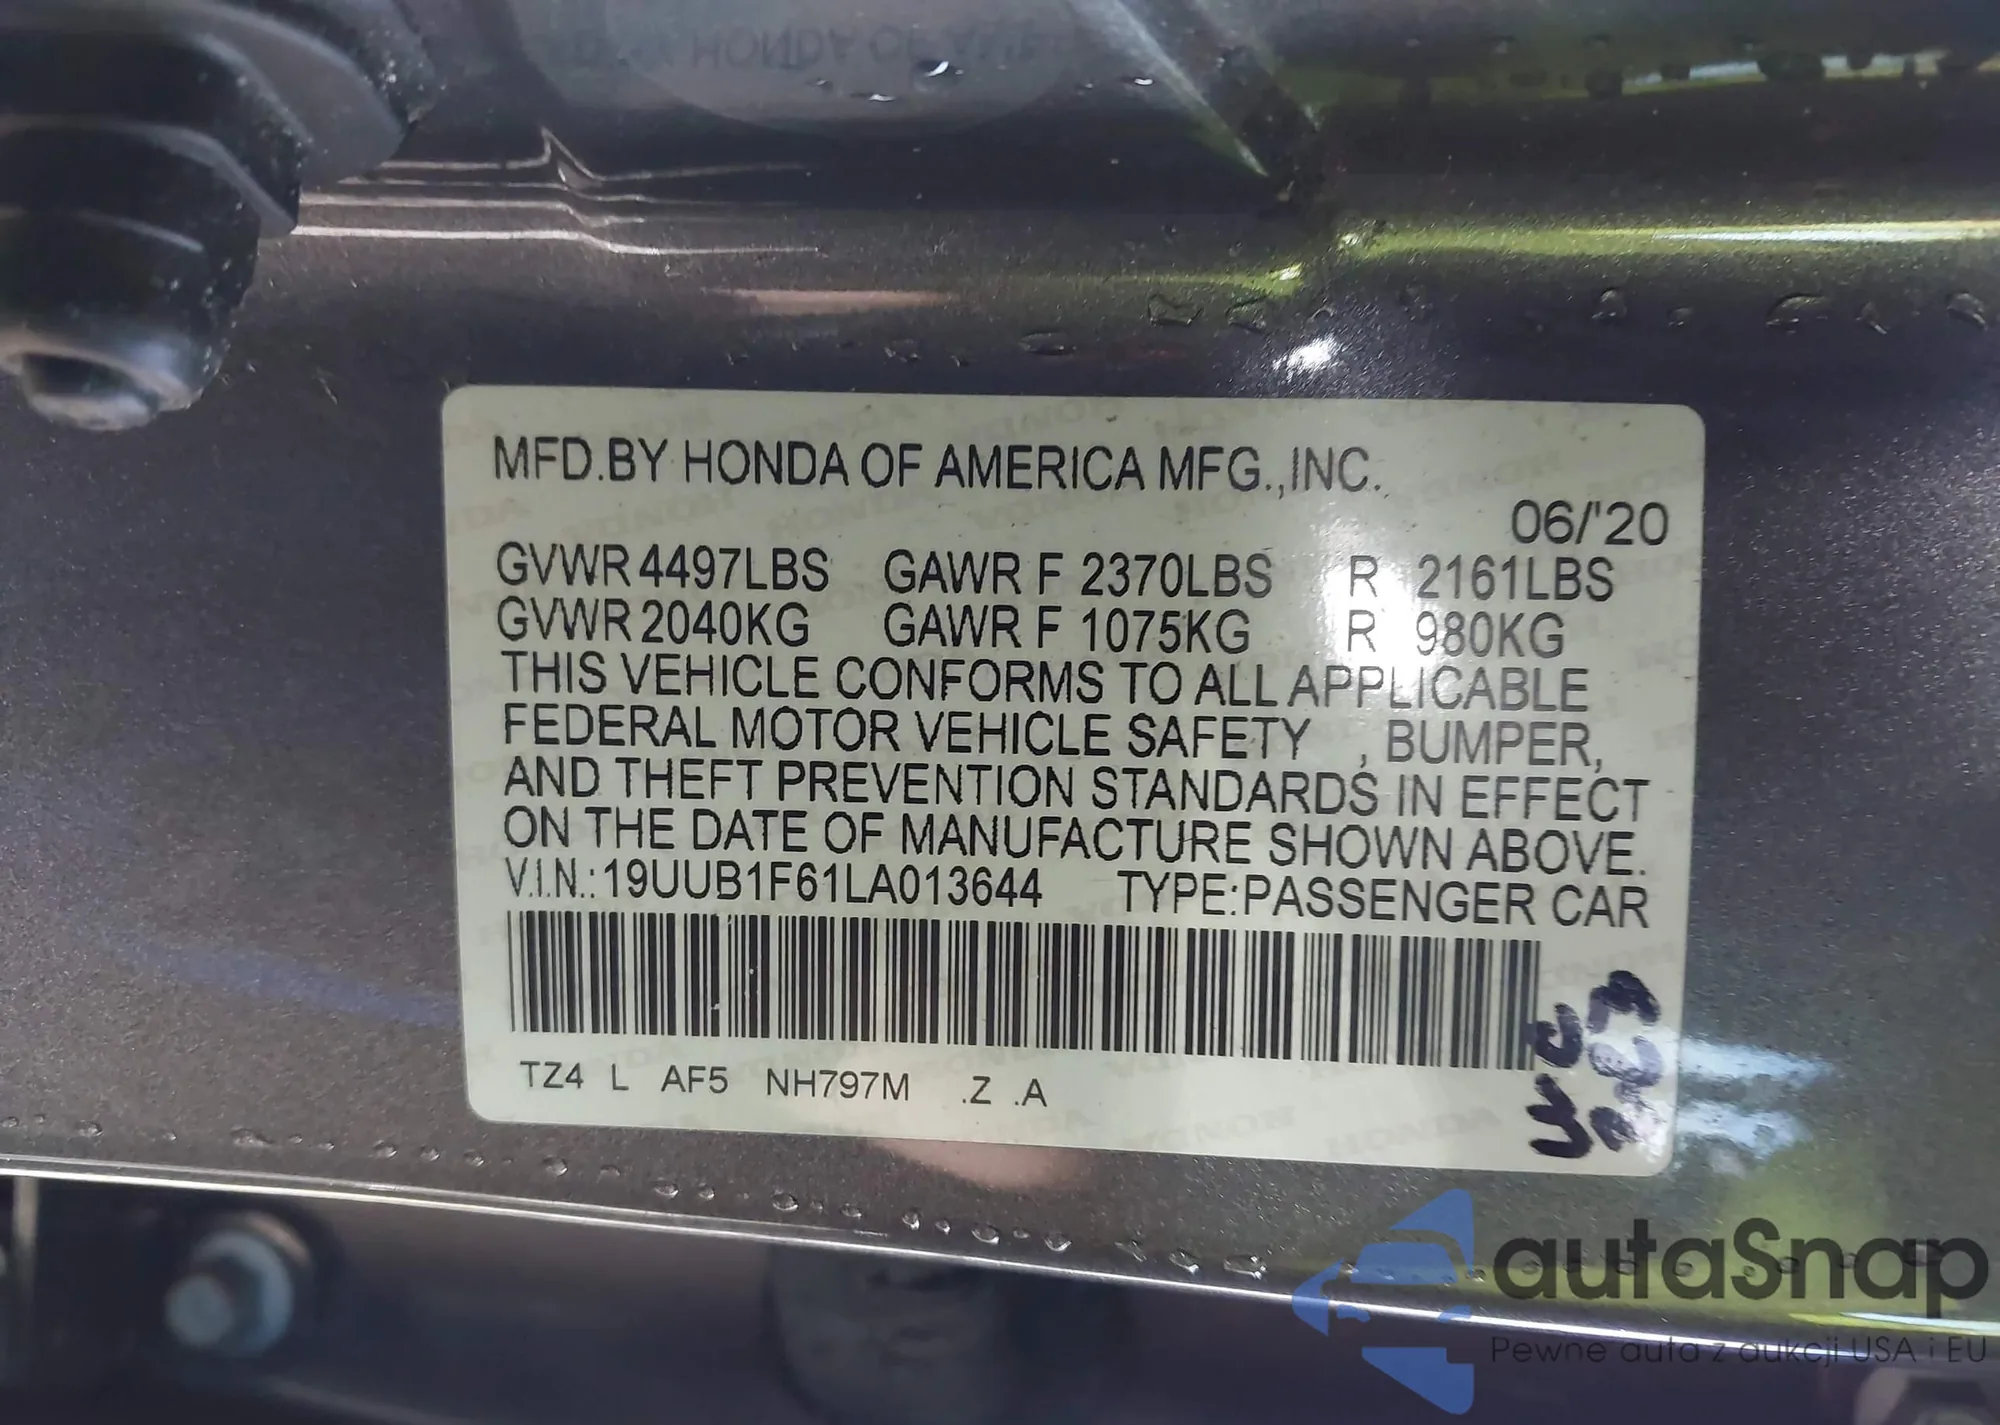 MFD.BY HONDA OF AMERICA MFG.,INC.
06/'20
GVWR 4497LBS GAWR F 2370LBS R 2161LBS
GVWR 2040KG GAWR F 1075KG R 980KG
THIS VEHICLE CONFORMS TO ALL APPLICABLE
FEDERAL MOTOR VEHICLE SAFETY , BUMPER,
AND THEFT PREVENTION STANDARDS IN EFFECT
ON THE DATE OF MANUFACTURE SHOWN ABOVE.
V.I.N.:19UUB1F61LA013644 TYPE:PASSENGER CAR
TZ4 L AF5 NH797M .Z .A
autaSnap
Pewne auta z aukcji USA i EU